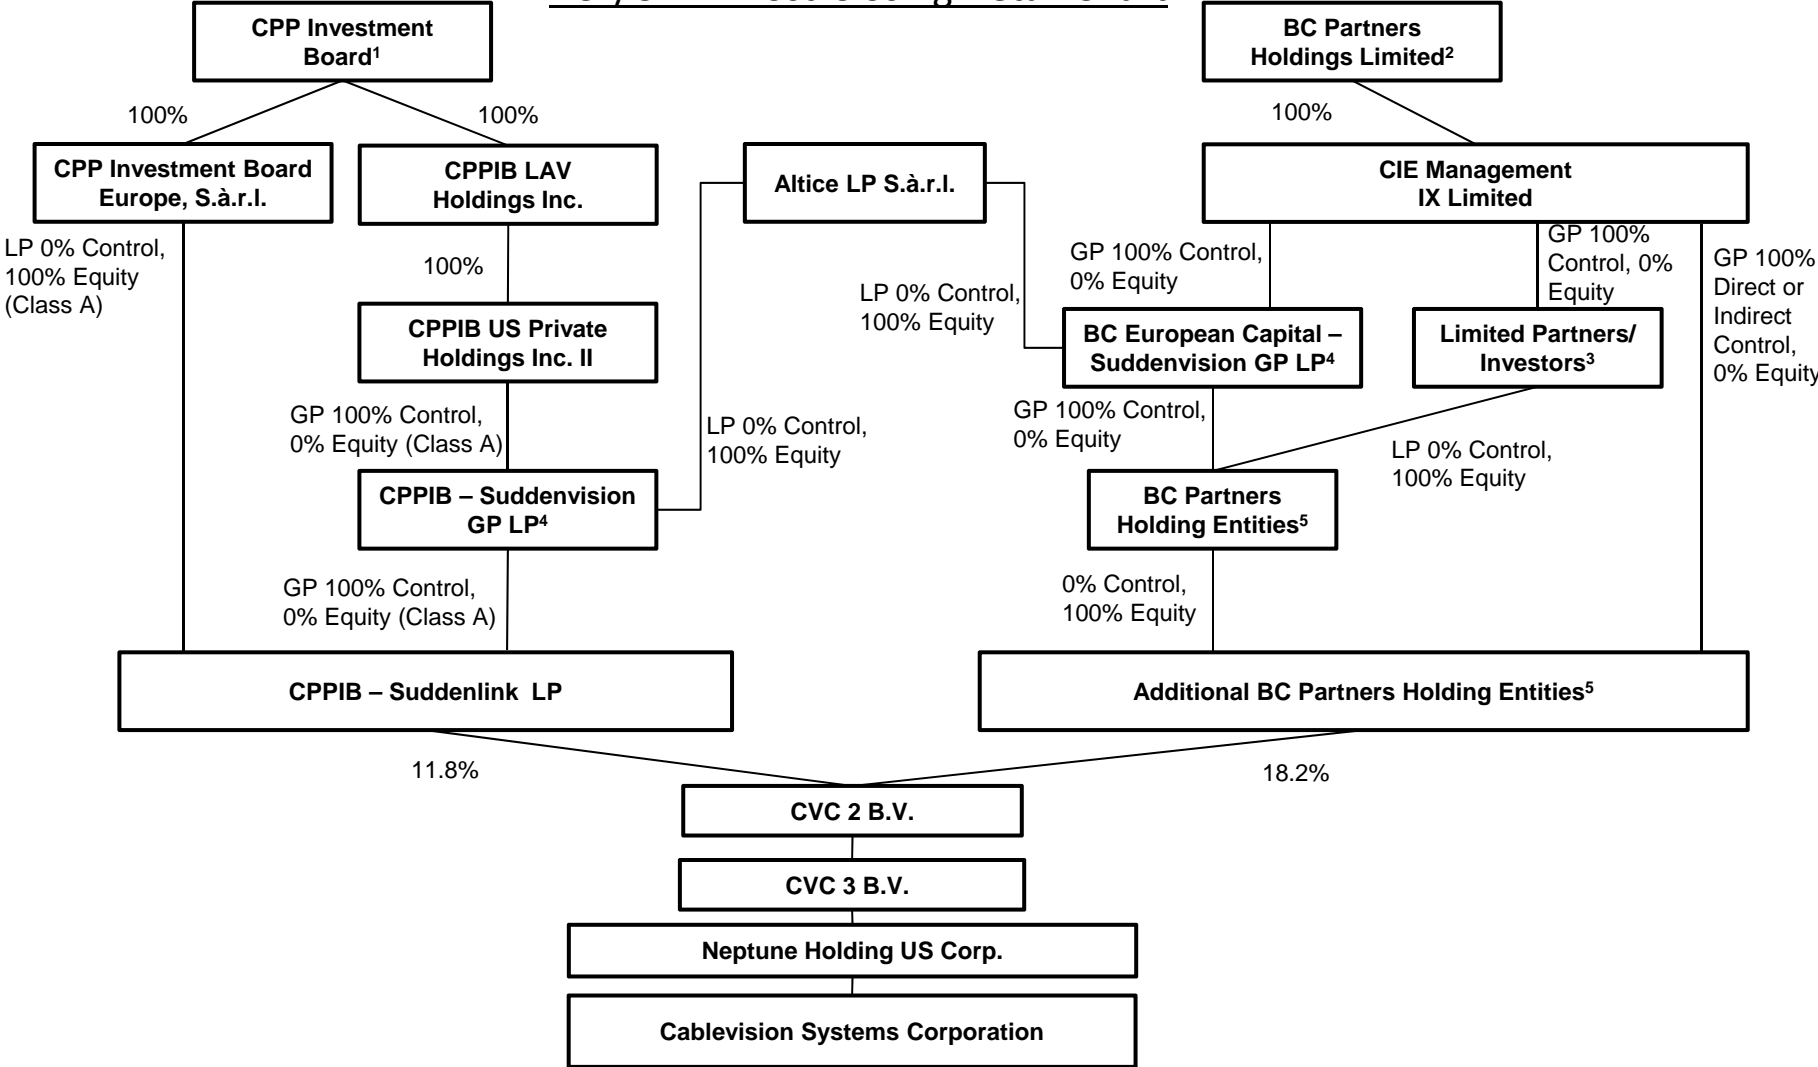 CPP Investment
Board¹
BC Partners
Holdings Limited²
100%
100%
100%
CPP Investment Board
Europe, S.à.r.l.
CPPIB LAV
Holdings Inc.
Altice LP S.à.r.l.
CIE Management
IX Limited
LP 0% Control,
100% Equity
(Class A)
100%
LP 0% Control,
100% Equity
GP 100% Control,
0% Equity
GP 100%
Control, 0%
Equity
GP 100%
Direct or
Indirect
Control,
0% Equity
CPPIB US Private
Holdings Inc. II
BC European Capital –
Suddenvision GP LP⁴
Limited Partners/
Investors³
GP 100% Control,
0% Equity (Class A)
LP 0% Control,
100% Equity
GP 100% Control,
0% Equity
LP 0% Control,
100% Equity
CPPIB – Suddenvision
GP LP⁴
BC Partners
Holding Entities⁵
GP 100% Control,
0% Equity (Class A)
0% Control,
100% Equity
CPPIB – Suddenlink LP
Additional BC Partners Holding Entities⁵
11.8%
18.2%
CVC 2 B.V.
CVC 3 B.V.
Neptune Holding US Corp.
Cablevision Systems Corporation